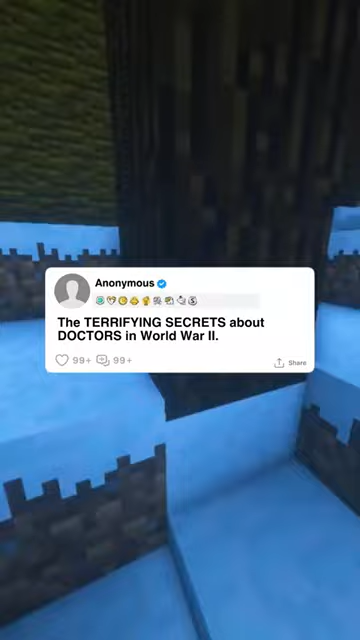 Anonymous
The TERRIFYING SECRETS about
DOCTORS in World War II.
99+ 99+ Share